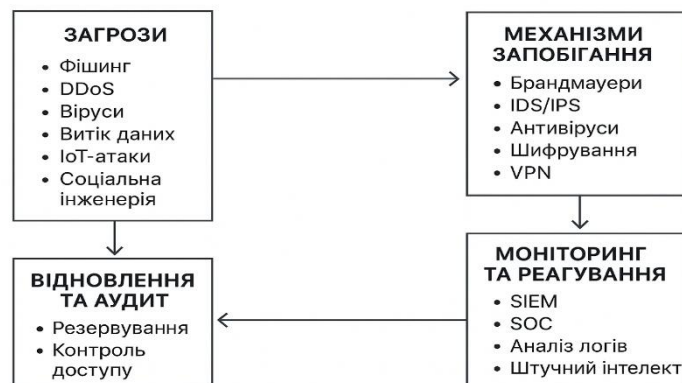 ЗАГРОЗИ
• Фішинг
• DDoS
• Віруси
• Витік даних
• IoT-атаки
• Соціальна
інженерія
МЕХАНІЗМИ
ЗАПОБІГАННЯ
• Брандмауери
• IDS/IPS
• Антивіруси
• Шифрування
• VPN
ВІДНОВЛЕННЯ
ТА АУДИТ
• Резервування
• Контроль
доступу
МОНІТОРИНГ
ТА РЕАГУВАННЯ
• SIEM
• SOC
• Аналіз логів
• Штучний інтелект